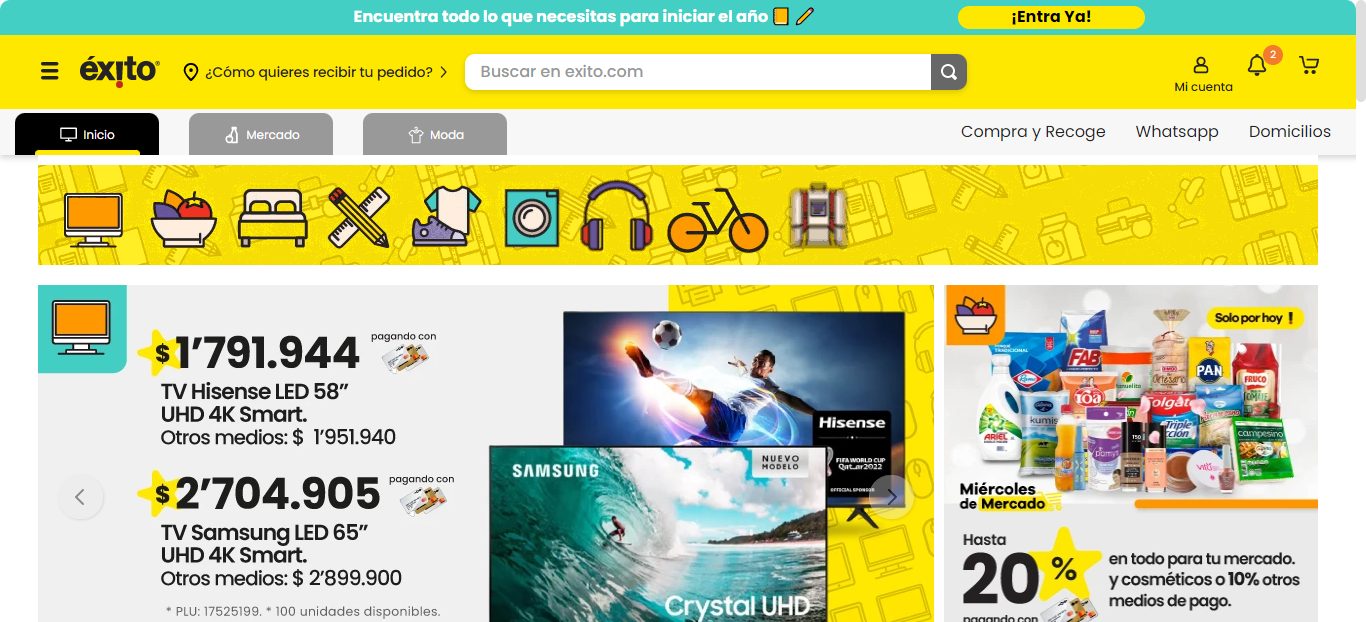 Encuentra todo lo que necesitas para iniciar el año
¡Entra Ya!
éxito
¿Cómo quieres recibir tu pedido?
Buscar en exito.com
Mi cuenta
2
Inicio
Mercado
Moda
Compra y Recoge
Whatsapp
Domicilios
$1’791.944
pagando con
TV Hisense LED 58”
UHD 4K Smart.
Otros medios: $ 1’951.940
$2’704.905
pagando con
TV Samsung LED 65”
UHD 4K Smart.
Otros medios: $ 2’899.900
* PLU: 17525199. * 100 unidades disponibles.
Hisense
FIFA WORLD CUP
Qatar2022
OFFICIAL SPONSOR
SAMSUNG
NUEVO
MODELO
Crystal UHD
Solo por hoy !
TRADICIONAL
FAB
PAN
FRUCO
ARIEL
kumis
Colgate
Triple
Acción
campesino
Miércoles
de Mercado
Hasta
20%
pagando con
en todo para tu mercado.
y cosméticos o 10% otros
medios de pago.